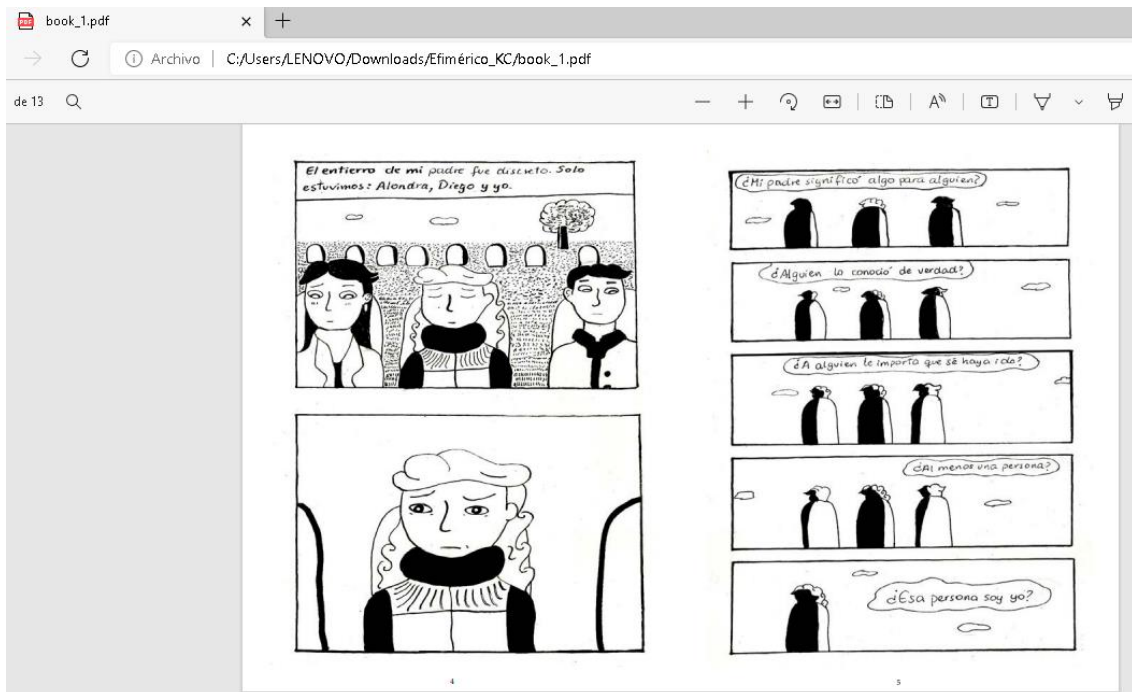 book_1.pdf
Archivo
C:/Users/LENOVO/Downloads/Efimérico_KC/book_1.pdf
de 13
El entierro de mi padre fue discreto. Solo
estuvimos: Alondra, Diego y yo.
4
¿Mi padre significó algo para alguien?
¿Alguien lo conoció de verdad?
¿A alguien le importa que se haya ido?
¿Al menos una persona?
¿Esa persona soy yo?
5